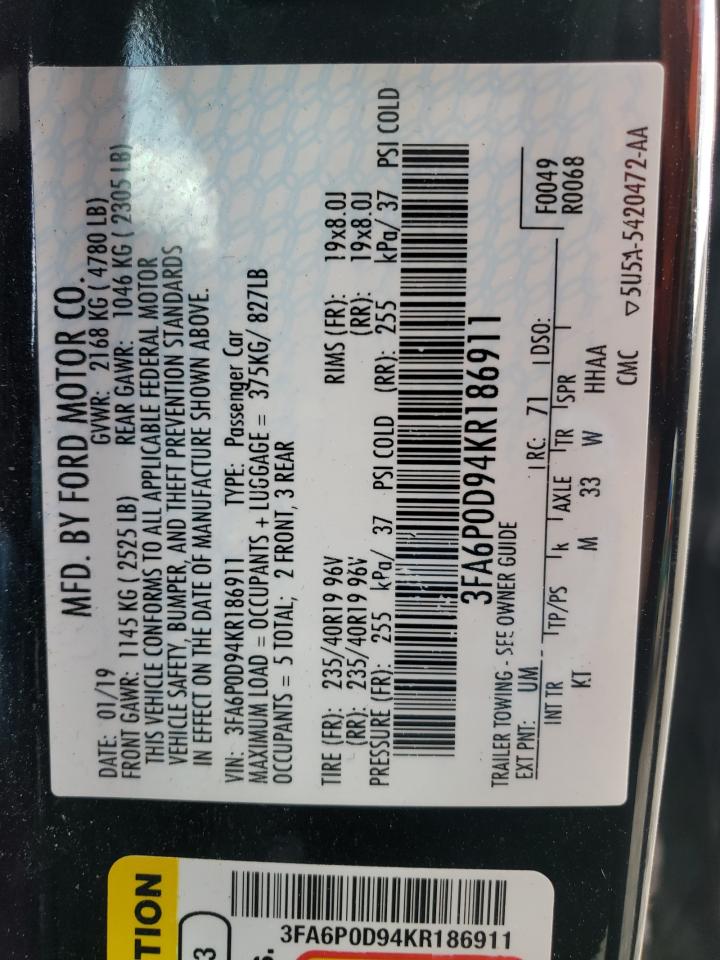 MFD. BY FORD MOTOR CO.
DATE: 01/19 GVWR: 2168 KG ( 4780 LB)
FRONT GAWR: 1145 KG ( 2525 LB) REAR GAWR: 1046 KG ( 2305 LB)
THIS VEHICLE CONFORMS TO ALL APPLICABLE FEDERAL MOTOR
VEHICLE SAFETY, BUMPER, AND THEFT PREVENTION STANDARDS
IN EFFECT ON THE DATE OF MANUFACTURE SHOWN ABOVE.
VIN: 3FA6P0D94KR186911 TYPE: Passenger Car
MAXIMUM LOAD = OCCUPANTS + LUGGAGE = 375KG/ 827LB
OCCUPANTS = 5 TOTAL; 2 FRONT, 3 REAR
TIRE (FR): 235/40R19 96V RIMS (FR): 19x8.0J
(RR): 235/40R19 96V (RR): 19x8.0J
PRESSURE (FR): 255 kPa/ 37 PSI COLD (RR): 255 kPa/ 37 PSI COLD
3FA6P0D94KR186911
TRAILER TOWING - SEE OWNER GUIDE
EXT PNT: UM RC: 71 DSO: F0049
R0068
INT TR TP/PS k AXLE TR SPR
KT M 33 W HHAA
CMC ▽5U5A-5420472-AA
TION
3
3FA6P0D94KR186911
s.